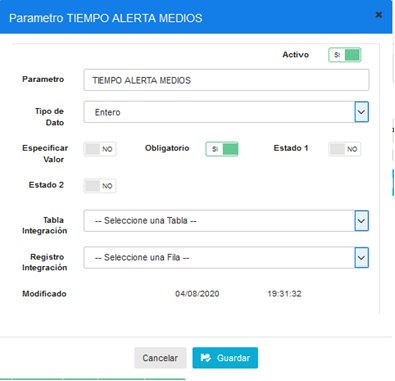 Parametro TIEMPO ALERTA MEDIOS ×
Activo SI
Parametro TIEMPO ALERTA MEDIOS
Tipo de Dato Entero
Especificar Valor NO Obligatorio SI Estado 1 NO
Estado 2 NO
Tabla Integración -- Seleccione una Tabla --
Registro Integración -- Seleccione una Fila --
Modificado 04/08/2020 19:31:32
Cancelar Guardar